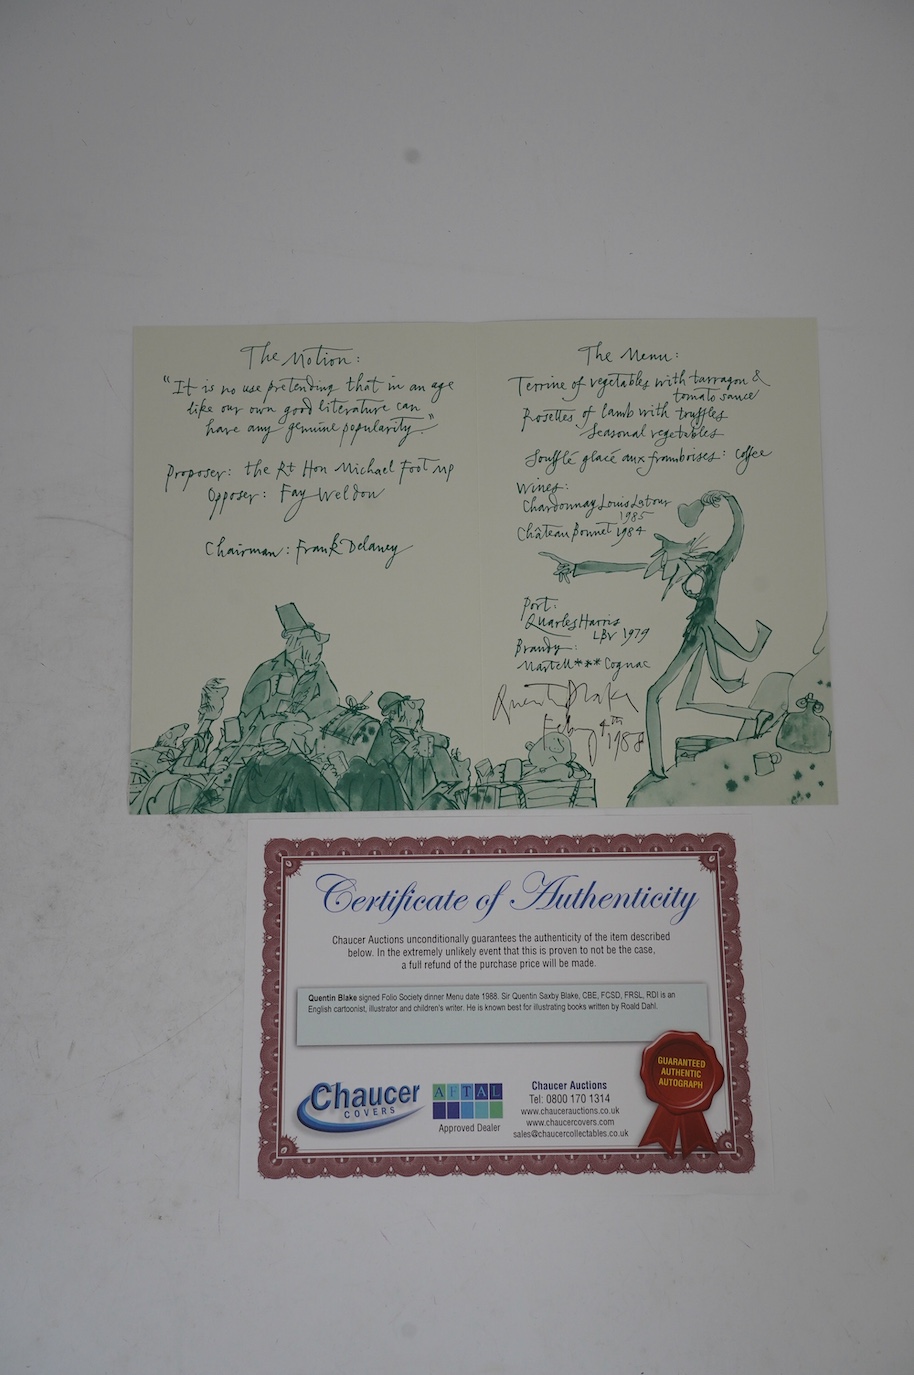 The Motion:
"It is no use pretending that in an age
like our own good literature can
have any genuine popularity."
Proposer: the Rt Hon Michael Foot MP
Opposer: Fay Weldon
Chairman: Frank Delaney
The Menu:
Terrine of vegetables with tarragon &
tomato sauce
Rosettes of lamb with truffles
Seasonal vegetables
Soufflé glacé aux framboises: coffee
Wines:
Chardonnay Louis Latour
1985
Château Bonnet 1984
Port:
Quarles Harris
LBV 1979
Brandy:
Martell*** Cognac
Quentin Blake
Feby 4th
1988
Certificate of Authenticity
Chaucer Auctions unconditionally guarantees the authenticity of the item described
below. In the extremely unlikely event that this is proven to not be the case,
a full refund of the purchase price will be made.
Quentin Blake signed Folio Society dinner Menu date 1988. Sir Quentin Saxby Blake, CBE, FCSD, FRSL, RDI is an
English cartoonist, illustrator and children's writer. He is known best for illustrating books written by Roald Dahl.
GUARANTEED
AUTHENTIC
AUTOGRAPH
Chaucer
COVERS
AFTAL
Approved Dealer
Chaucer Auctions
Tel: 0800 170 1314
www.chaucerauctions.co.uk
www.chaucercovers.com
sales@chaucercollectables.co.uk